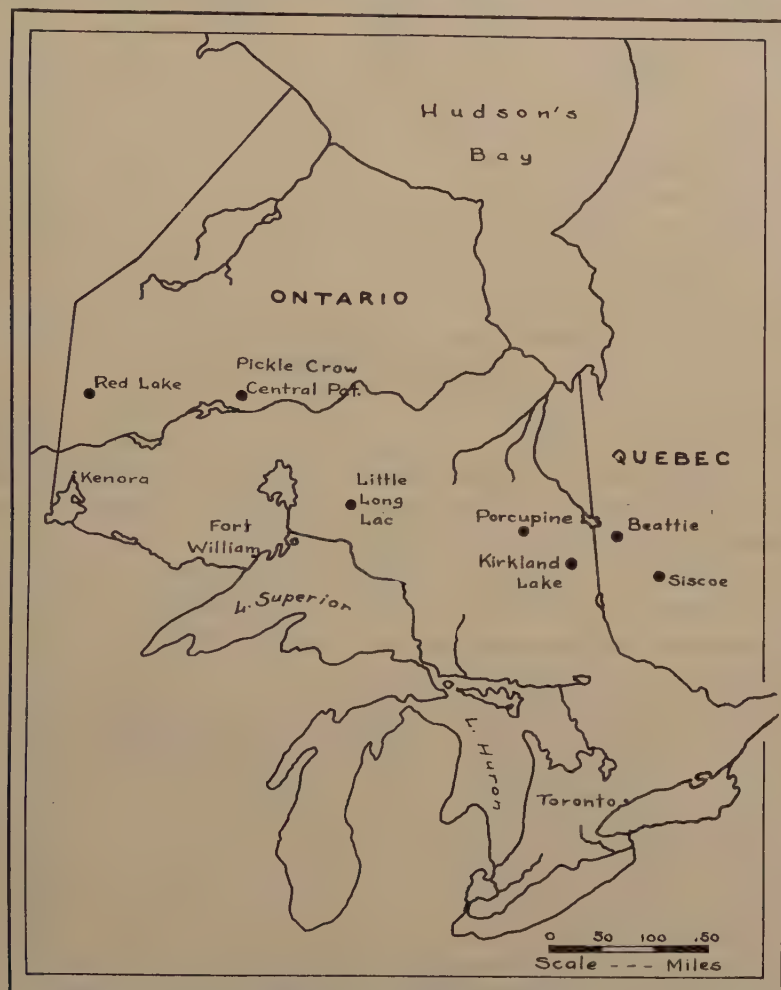 Hudson's
Bay
ONTARIO
Pickle Crow
Central Pat.
Red Lake
QUEBEC
Kenora
Little
Long
Lac
Fort
William
Porcupine
Beattie
Kirkland
Lake
Siscoe
L. Superior
L. Huron
Toronto
0 50 100 150
Scale --- Miles